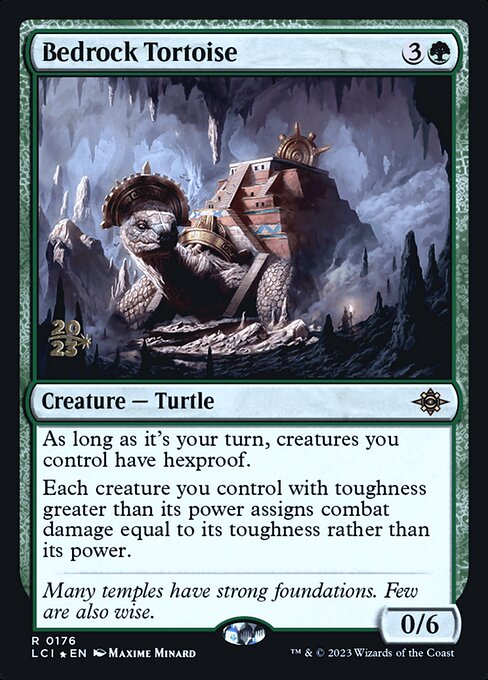 Bedrock Tortoise 3
20
23
Creature — Turtle
As long as it's your turn, creatures you
control have hexproof.
Each creature you control with toughness
greater than its power assigns combat
damage equal to its toughness rather than
its power.
Many temples have strong foundations. Few
are also wise.
0/6
R 0176
LCI ★ EN Maxime Minard
™ & © 2023 Wizards of the Coast